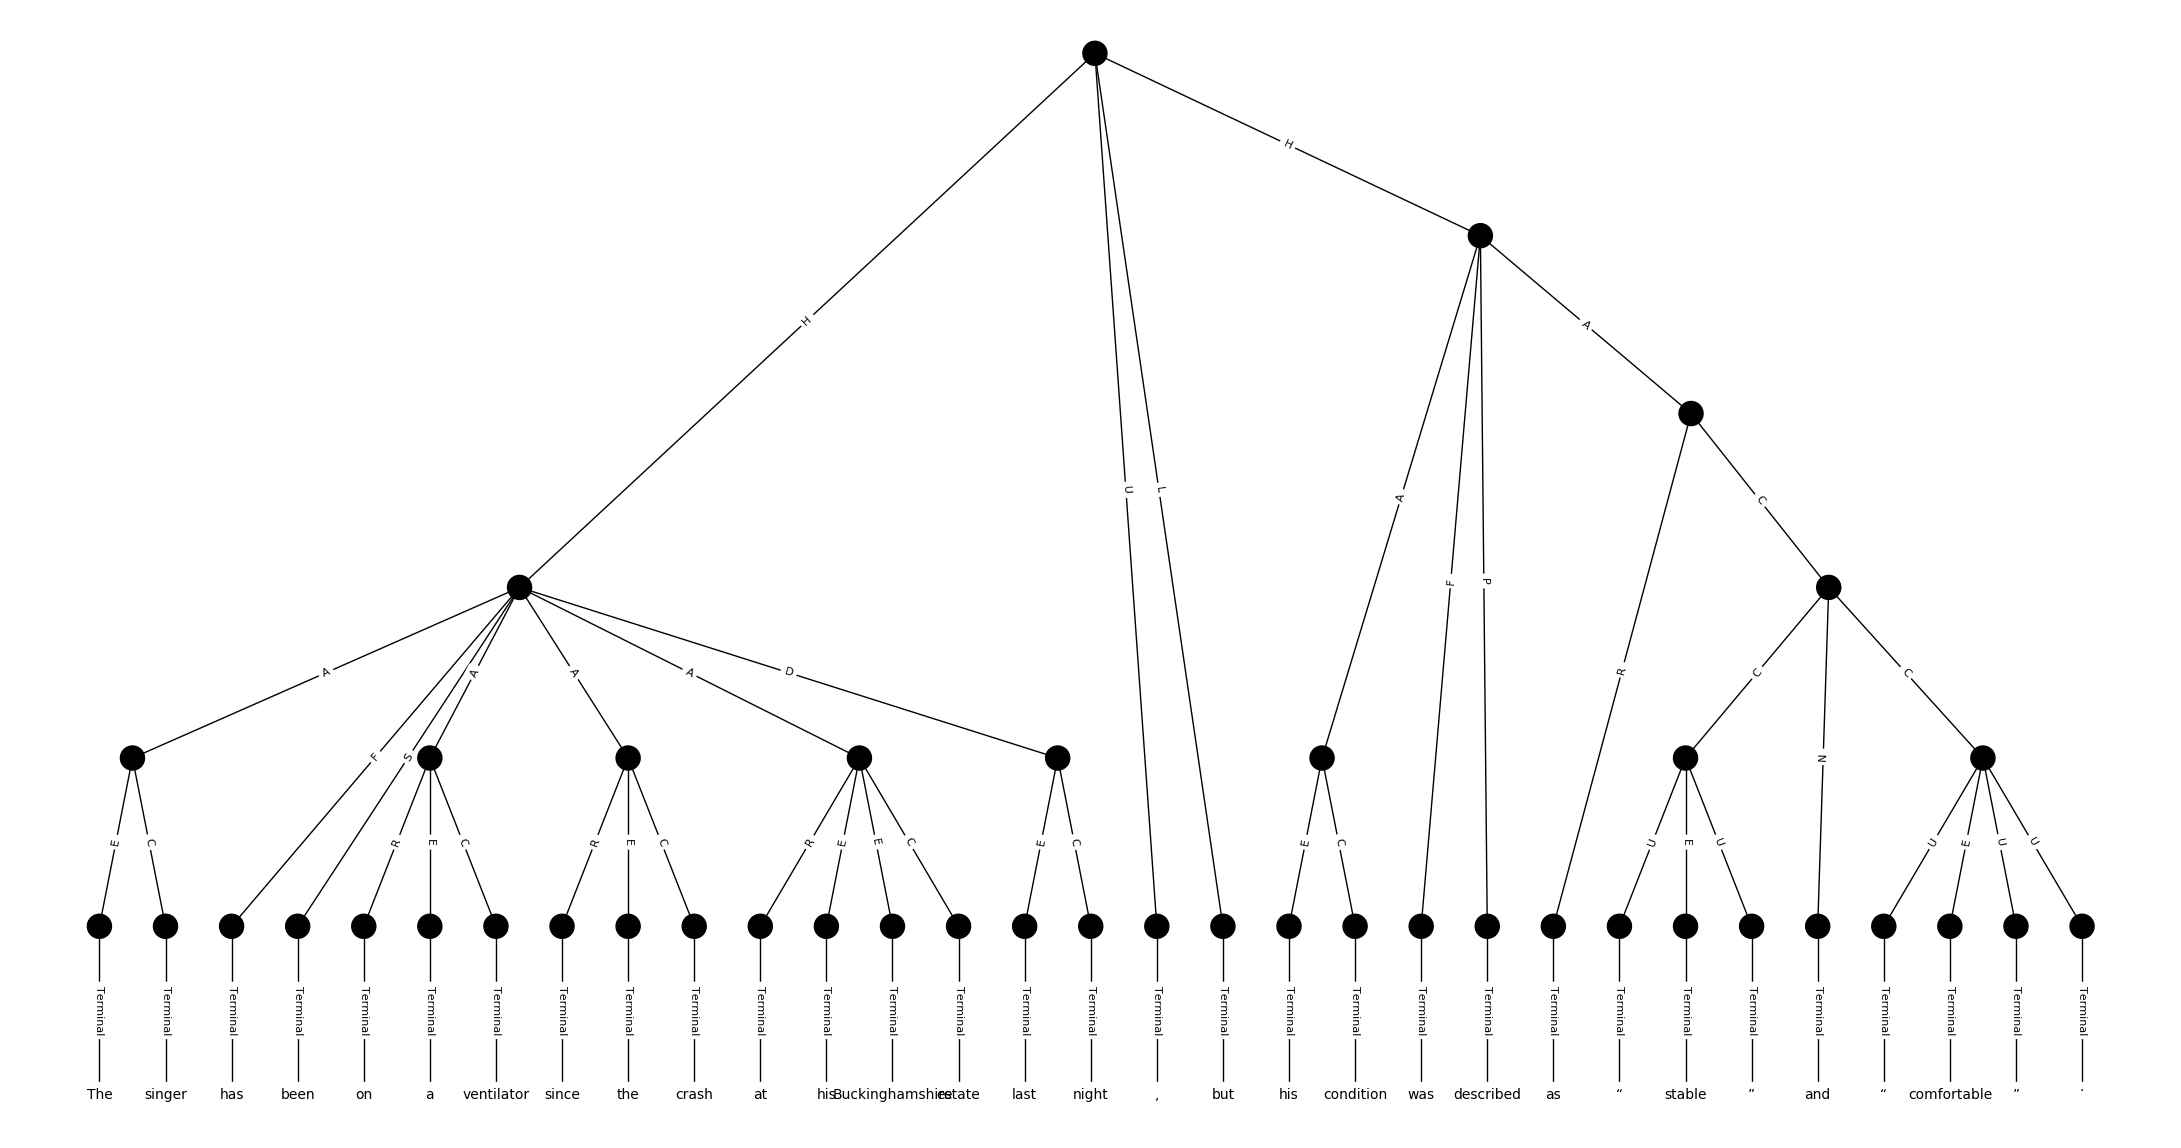 H
H
A
A
C
H
U
L
A
F
P
R
A
F
S
A
A
A
D
C
N
C
E
C
R
E
C
R
E
C
R
E
E
C
E
C
E
C
U
E
U
U
E
U
U
Terminal Terminal Terminal Terminal Terminal Terminal Terminal Terminal Terminal Terminal Terminal Terminal Terminal Terminal Terminal Terminal Terminal Terminal Terminal Terminal Terminal Terminal Terminal Terminal Terminal Terminal Terminal Terminal Terminal Terminal Terminal
The singer has been on a ventilator since the crash at his Buckinghamshire estate last night , but his condition was described as “ stable ” and “ comfortable ” .